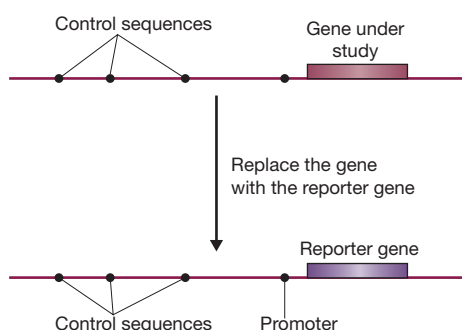 Control sequences
Gene under
study
Replace the gene
with the reporter gene
Reporter gene
Control sequences
Promoter